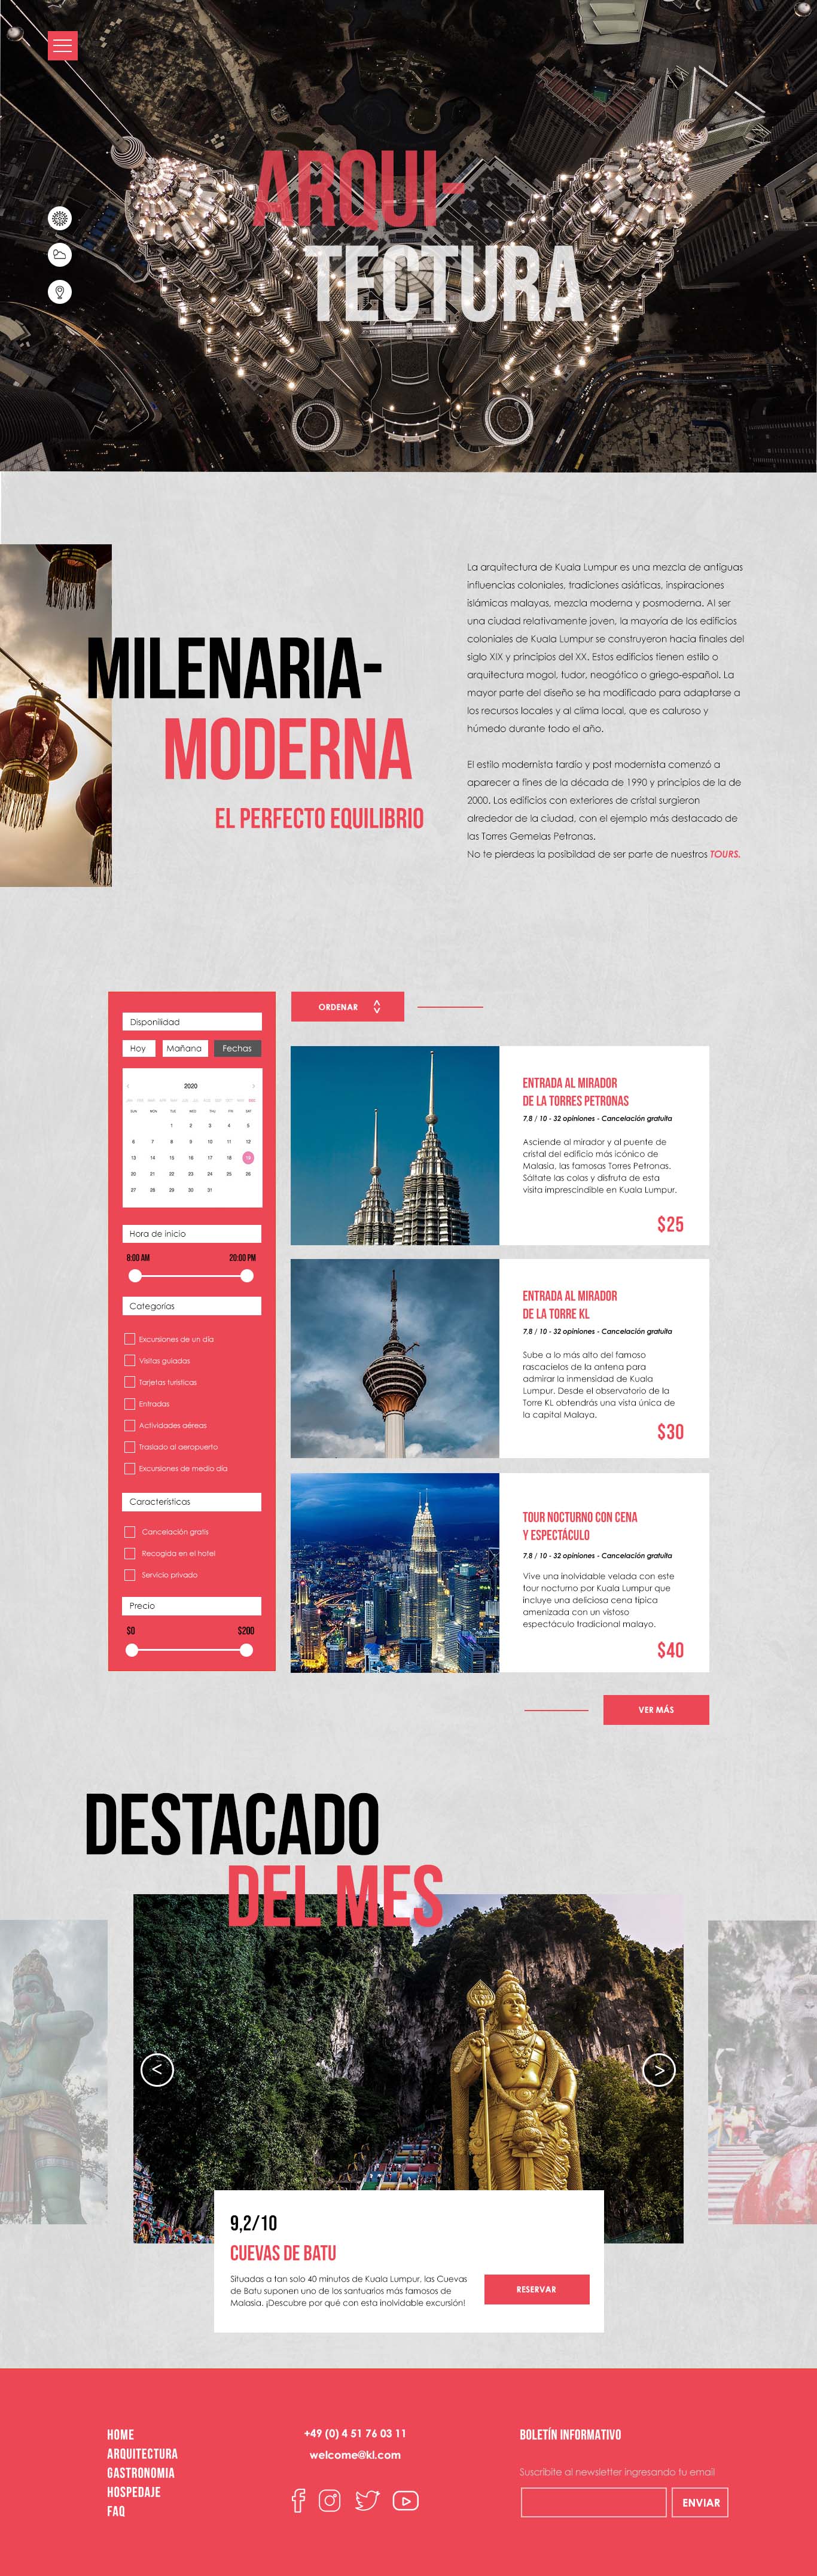 ARQUI-
TECTURA
La arquitectura de Kuala Lumpur es una mezcla de antiguas
influencias coloniales, tradiciones asiáticas, inspiraciones
islámicas malayas, mezcla moderna y posmoderna. Al ser
una ciudad relativamente joven, la mayoría de los edificios
coloniales de Kuala Lumpur se construyeron hacia finales del
siglo XIX y principios del XX. Estos edificios tienen estilo o
arquitectura mogol, tudor, neogótico o griego-español. La
mayor parte del diseño se ha modificado para adaptarse a
los recursos locales y al clima local, que es caluroso y
húmedo durante todo el año.
El estilo modernista tardío y post modernista comenzó a
aparecer a fines de la década de 1990 y principios de la de
2000. Los edificios con exteriores de cristal surgieron
alrededor de la ciudad, con el ejemplo más destacado de
las Torres Gemelas Petronas.
No te pierdeas la posibildad de ser parte de nuestros TOURS.
MILENARIA-
MODERNA
EL PERFECTO EQUILIBRIO
Disponilidad
Hoy Mañana Fechas
< 2020 >
JAN FEB MAR APR MAY JUN JUL AUG SEP OCT NOV DEC
SUN MON TUE WED THU FRI SAT
1 2 3 4 5
6 7 8 9 10 11 12
13 14 15 16 17 18 19
20 21 22 23 24 25 26
27 28 29 30 31
Hora de inicio
8:00 AM 20:00 PM
Categorías
Excursiones de un día
Visitas guiadas
Tarjetas turísticas
Entradas
Actividades aéreas
Traslado al aeropuerto
Excursiones de medio día
Características
Cancelación gratis
Recogida en el hotel
Servicio privado
Precio
$0 $200
ORDENAR
ENTRADA AL MIRADOR
DE LA TORRES PETRONAS
7,8 / 10 - 32 opiniones - Cancelación gratuita
Asciende al mirador y al puente de
cristal del edificio más icónico de
Malasia, las famosas Torres Petronas.
Sáltate las colas y disfruta de esta
visita imprescindible en Kuala Lumpur.
$25
ENTRADA AL MIRADOR
DE LA TORRE KL
7,8 / 10 - 32 opiniones - Cancelación gratuita
Sube a lo más alto del famoso
rascacielos de la antena para
admirar la inmensidad de Kuala
Lumpur. Desde el observatorio de la
Torre KL obtendrás una vista única de
la capital Malaya.
$30
TOUR NOCTURNO CON CENA
Y ESPECTÁCULO
7,8 / 10 - 32 opiniones - Cancelación gratuita
Vive una inolvidable velada con este
tour nocturno por Kuala Lumpur que
incluye una deliciosa cena típica
amenizada con un vistoso
espectáculo tradicional malayo.
$40
VER MÁS
DESTACADO
DEL MES
< >
9,2/10
CUEVAS DE BATU
Situadas a tan solo 40 minutos de Kuala Lumpur, las Cuevas
de Batu suponen uno de los santuarios más famosos de
Malasia. ¡Descubre por qué con esta inolvidable excursión!
RESERVAR
HOME
ARQUITECTURA
GASTRONOMIA
HOSPEDAJE
FAQ
+49 (0) 4 51 76 03 11
welcome@kl.com
BOLETÍN INFORMATIVO
Suscribite al newsletter ingresando tu email
ENVIAR